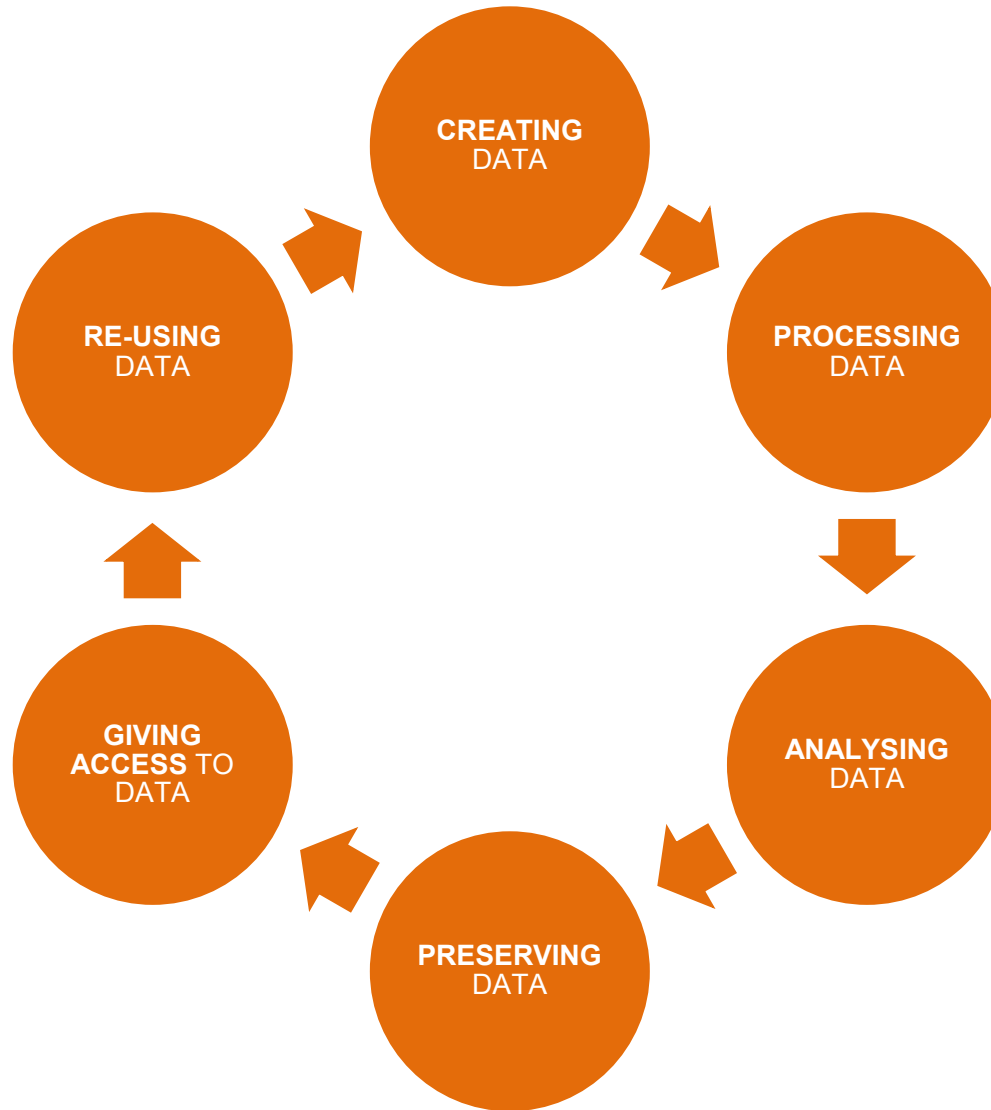 CREATING
DATA
PROCESSING
DATA
ANALYSING
DATA
PRESERVING
DATA
GIVING
ACCESS TO
DATA
RE-USING
DATA